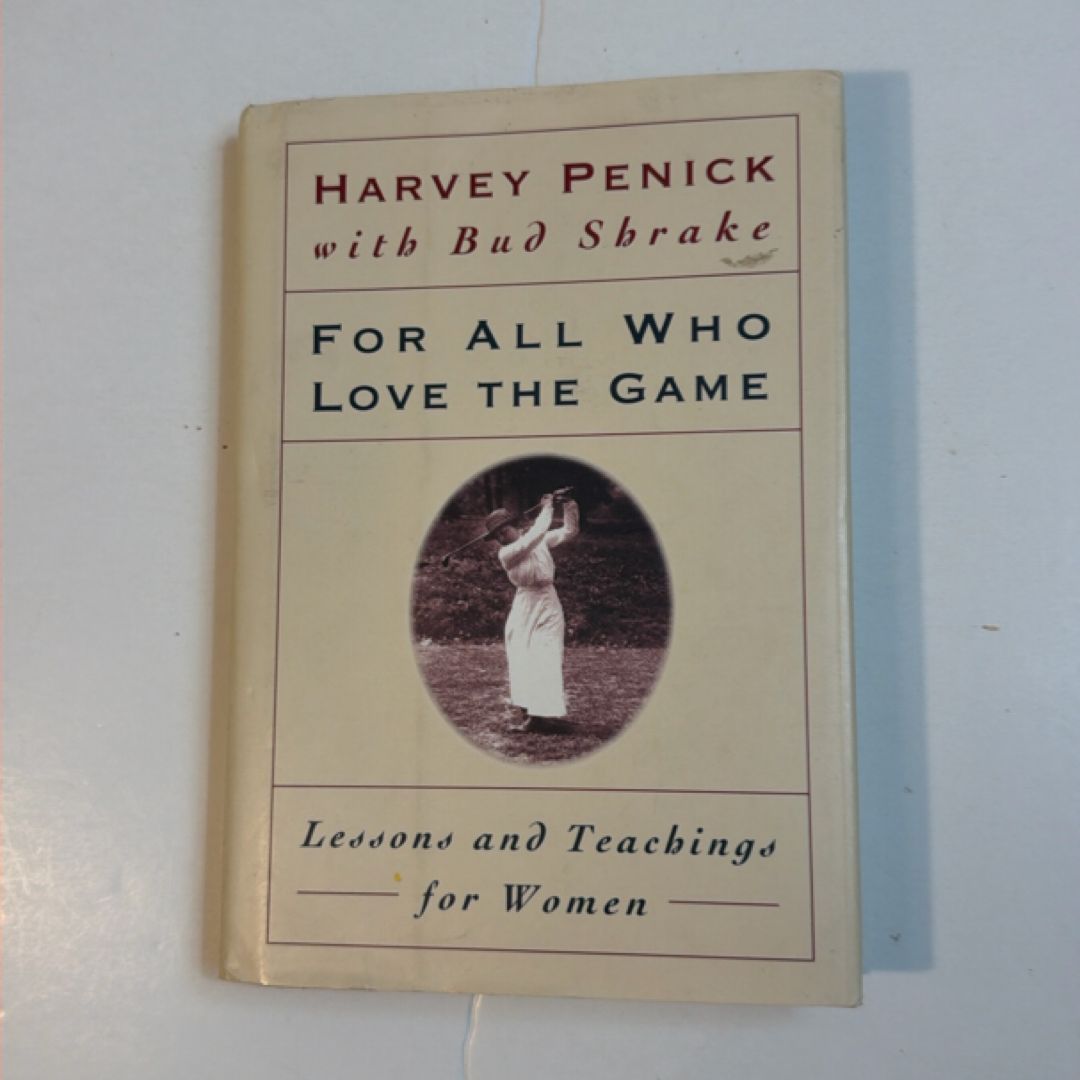 HARVEY PENICK
with Bud Shrake
FOR ALL WHO
LOVE THE GAME
Lessons and Teachings
for Women